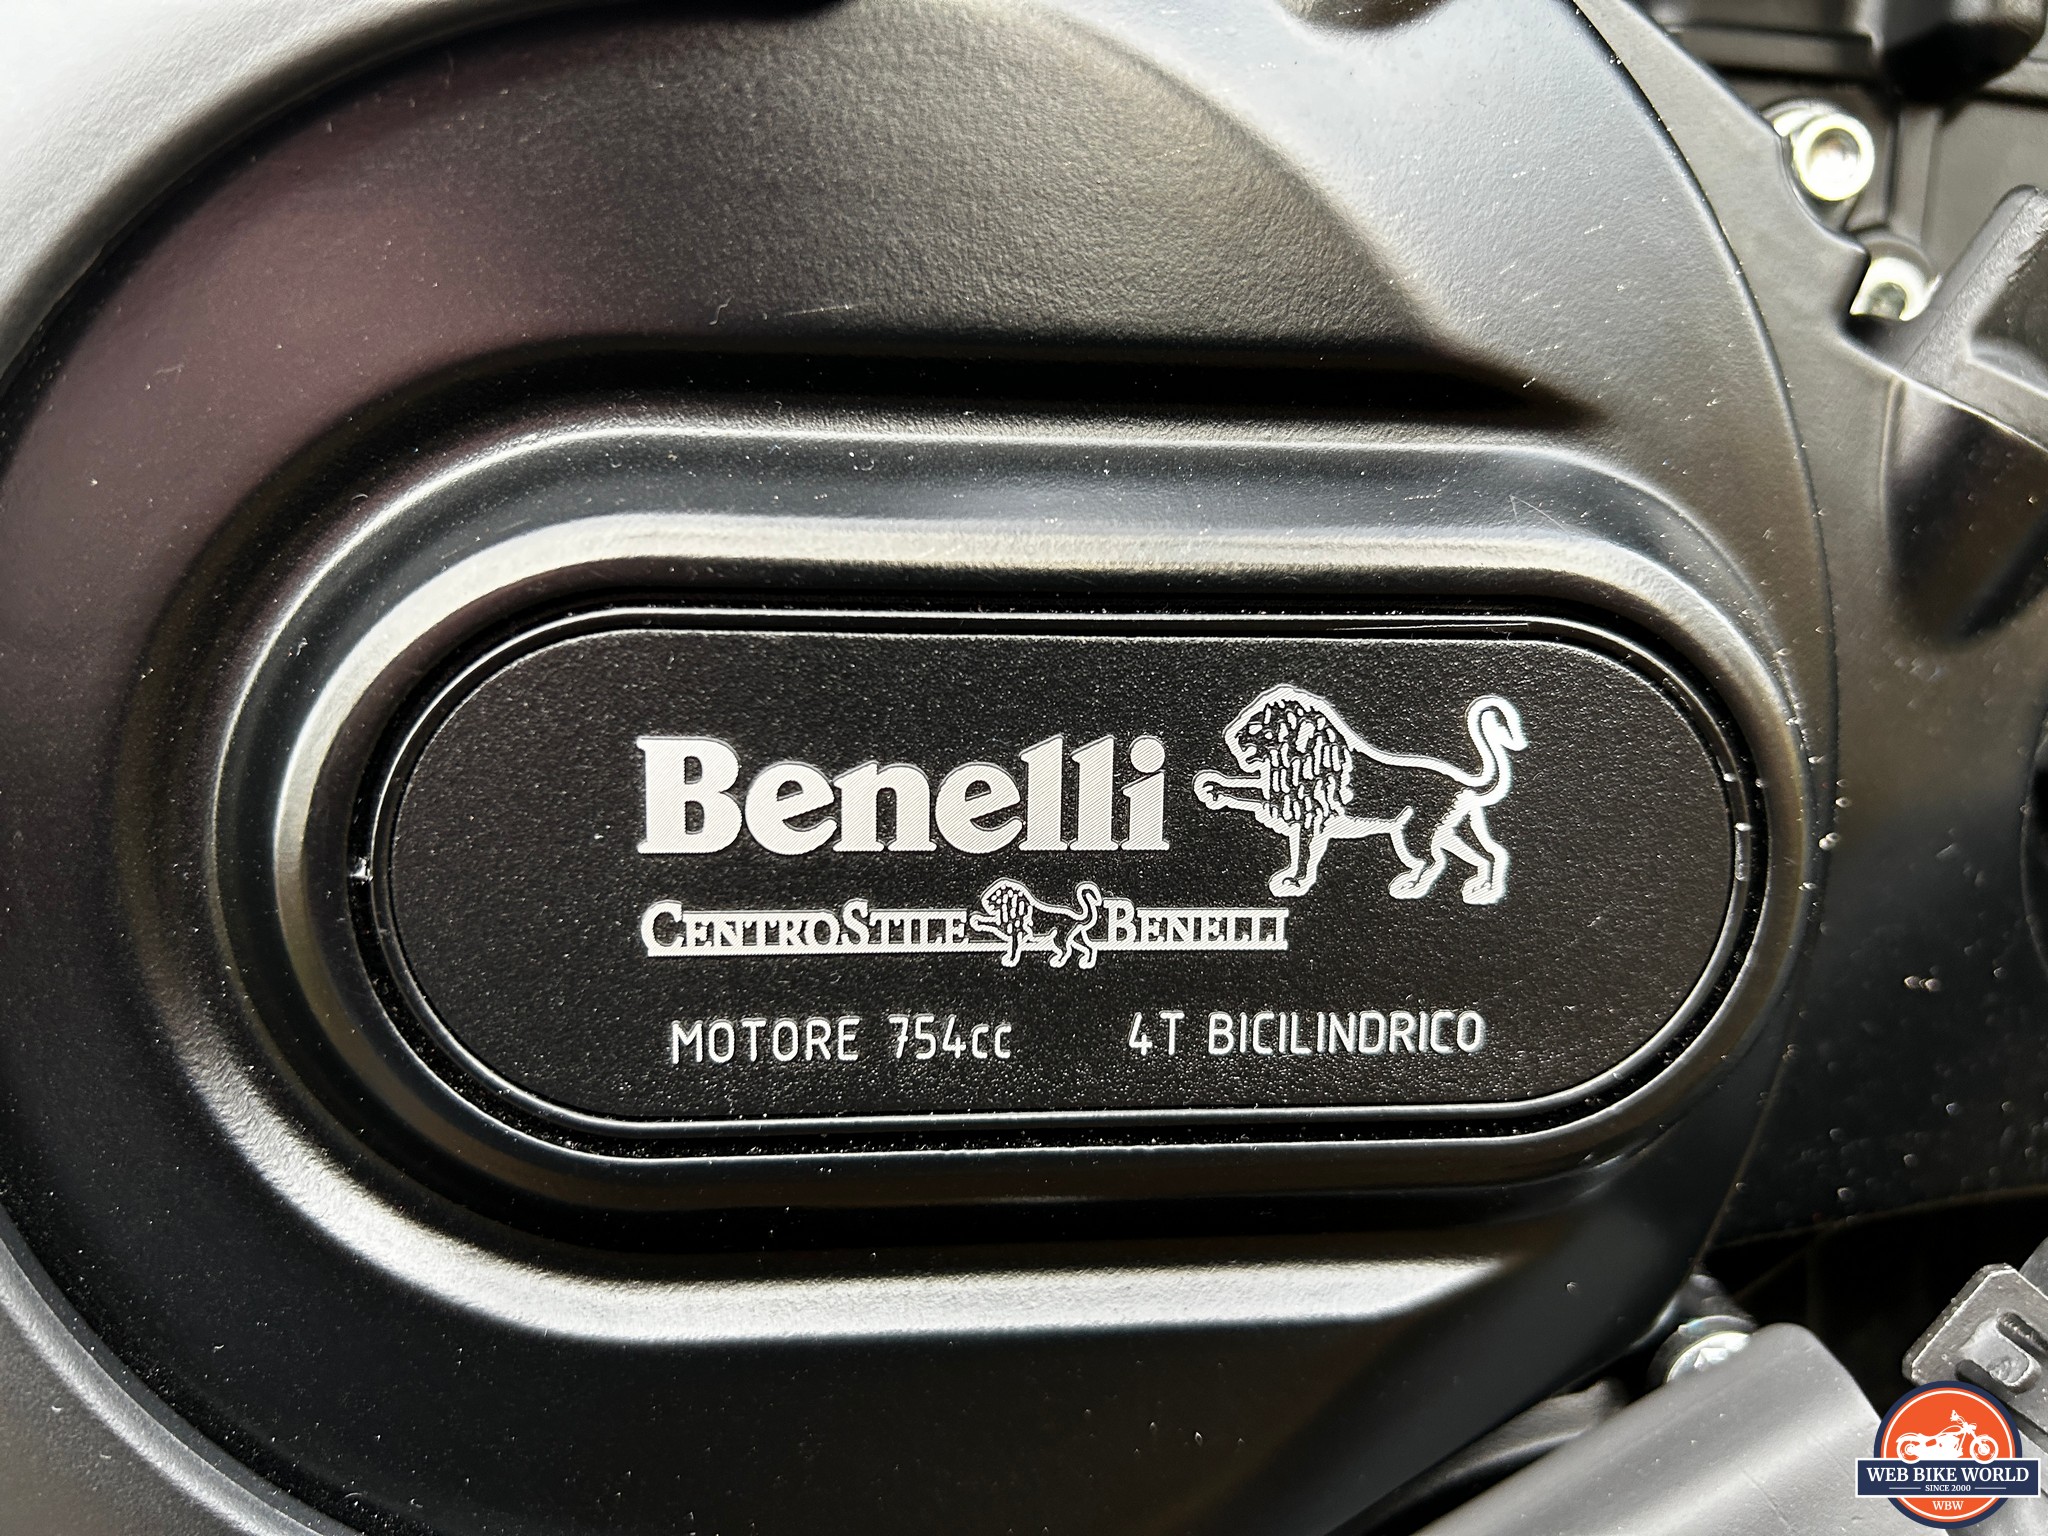 Benelli
CENTROSTILE BENELLI
MOTORE 754cc 4T BICILINDRICO
WEB BIKE WORLD
SINCE 2000
WBW